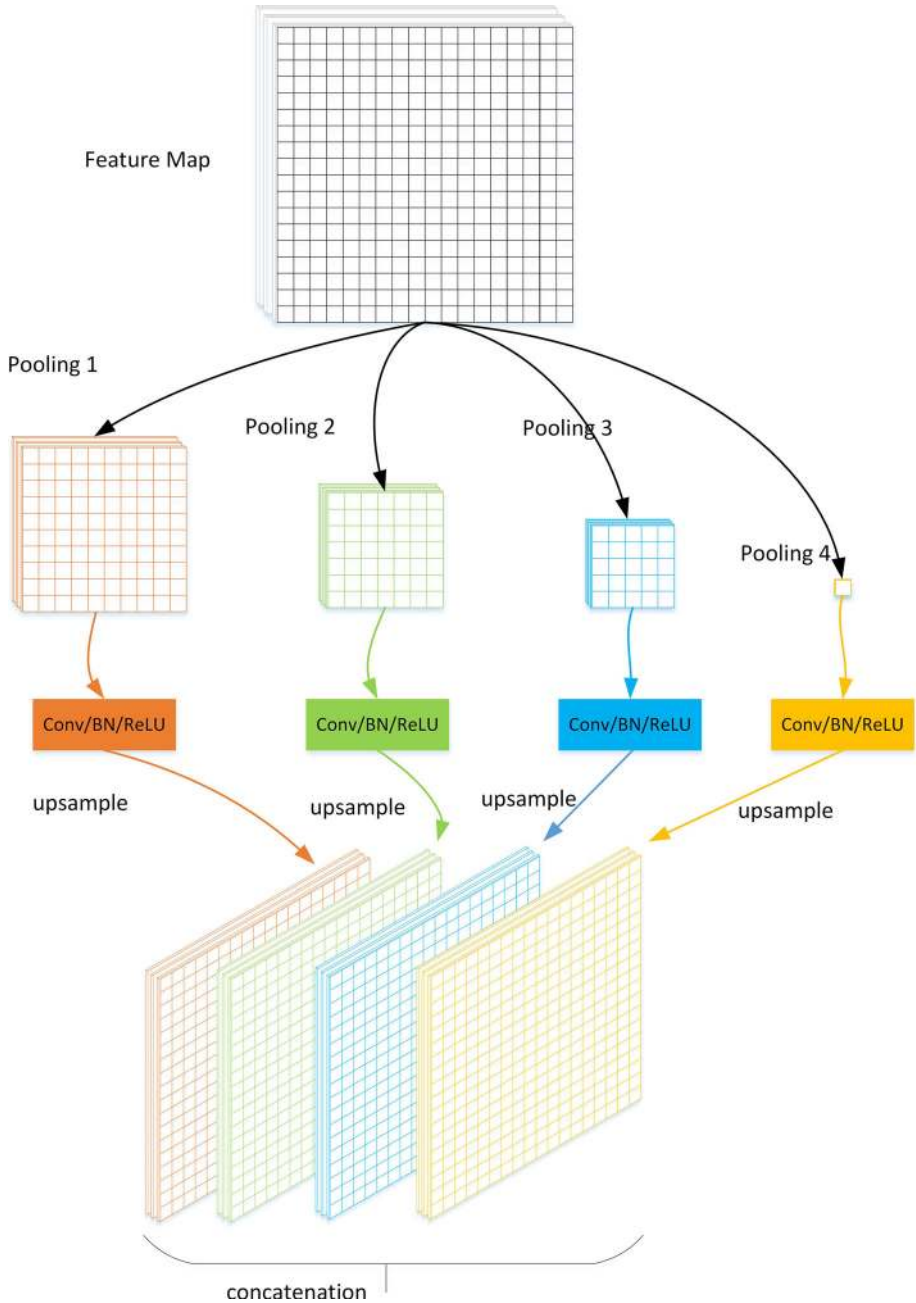 Feature Map
Pooling 1
Pooling 2
Pooling 3
Pooling 4
Conv/BN/ReLU
Conv/BN/ReLU
Conv/BN/ReLU
Conv/BN/ReLU
upsample
upsample
upsample
upsample
concatenation